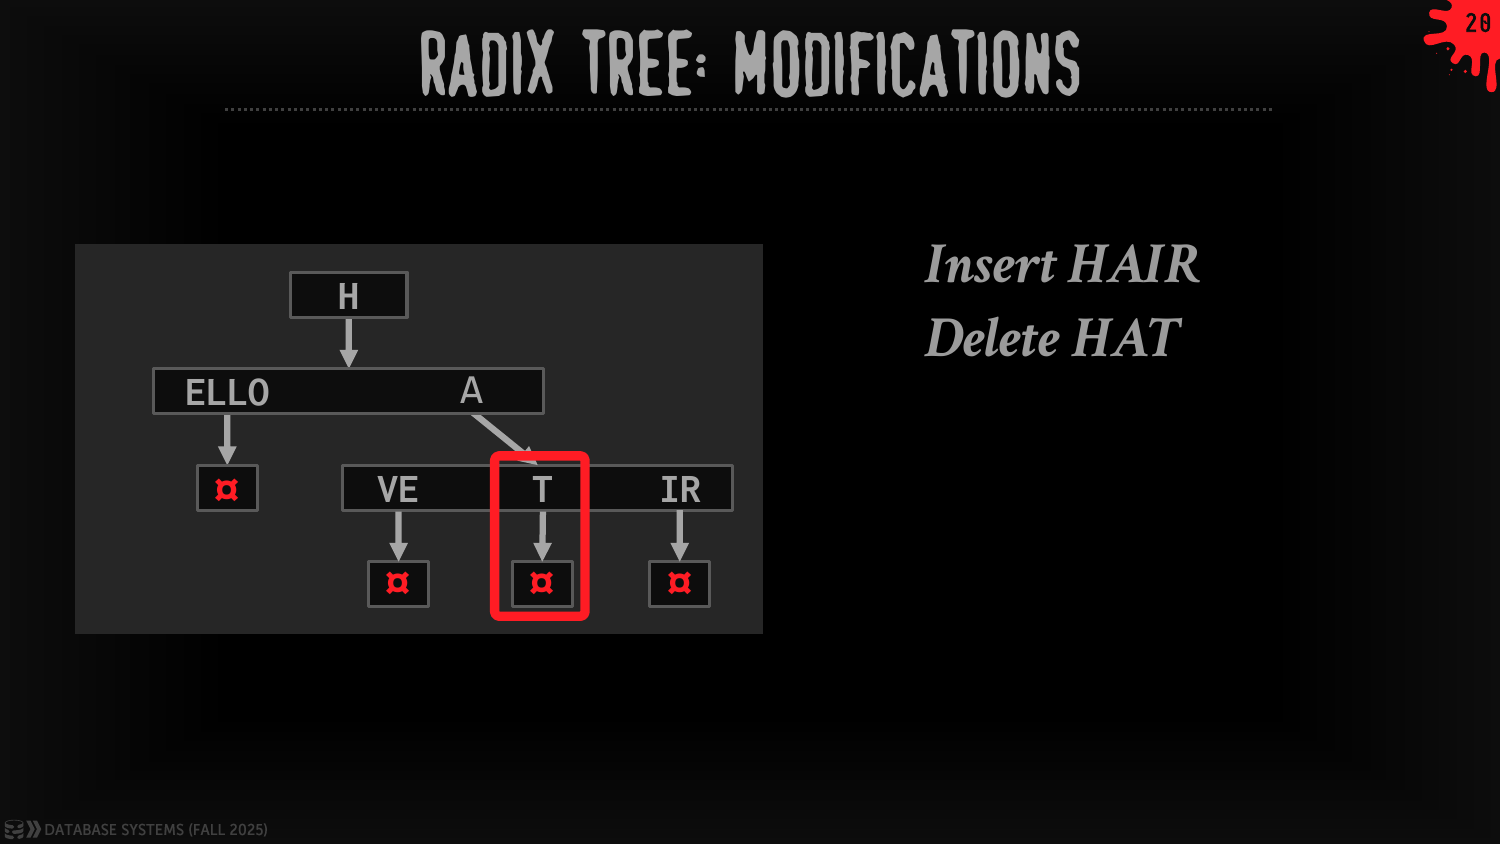 20
RADIX TREE: MODIFICATIONS
Insert HAIR
Delete HAT
H
ELLO A
¤ VE T IR
¤ ¤ ¤
DATABASE SYSTEMS (FALL 2025)